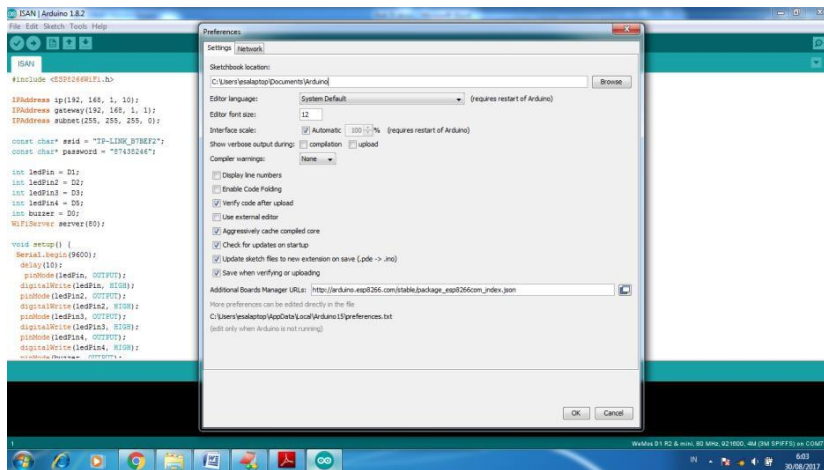 ISAN | Arduino 1.8.2
File Edit Sketch Tools Help
ISAN
#include <ESP8266WiFi.h>
IPAddress ip(192, 168, 1, 10);
IPAddress gateway(192, 168, 1, 1);
IPAddress subnet(255, 255, 255, 0);
const char* ssid = "TP-LINK_B7BEF2";
const char* password = "87438246";
int ledPin = D1;
int ledPin2 = D2;
int ledPin3 = D3;
int ledPin4 = D5;
int buzzer = D0;
WiFiServer server(80);
void setup() {
Serial.begin(9600);
delay(10);
pinMode(ledPin, OUTPUT);
digitalWrite(ledPin, HIGH);
pinMode(ledPin2, OUTPUT);
digitalWrite(ledPin2, HIGH);
pinMode(ledPin3, OUTPUT);
digitalWrite(ledPin3, HIGH);
pinMode(ledPin4, OUTPUT);
digitalWrite(ledPin4, HIGH);
pinMode(buzzer, OUTPUT);
Preferences
Settings Network
Sketchbook location:
C:\Users\esalaptop\Documents\Arduino
Browse
Editor language: System Default (requires restart of Arduino)
Editor font size: 12
Interface scale: Automatic 100 % (requires restart of Arduino)
Show verbose output during: compilation upload
Compiler warnings: None
Display line numbers
Enable Code Folding
Verify code after upload
Use external editor
Aggressively cache compiled core
Check for updates on startup
Update sketch files to new extension on save (.pde -> .ino)
Save when verifying or uploading
Additional Boards Manager URLs: http://arduino.esp8266.com/stable/package_esp8266com_index.json
More preferences can be edited directly in the file
C:\Users\esalaptop\AppData\Local\Arduino15\preferences.txt
(edit only when Arduino is not running)
OK Cancel
1
WeMos D1 R2 & mini, 80 MHz, 921600, 4M (3M SPIFFS) on COM7
IN
6:03
30/08/2017